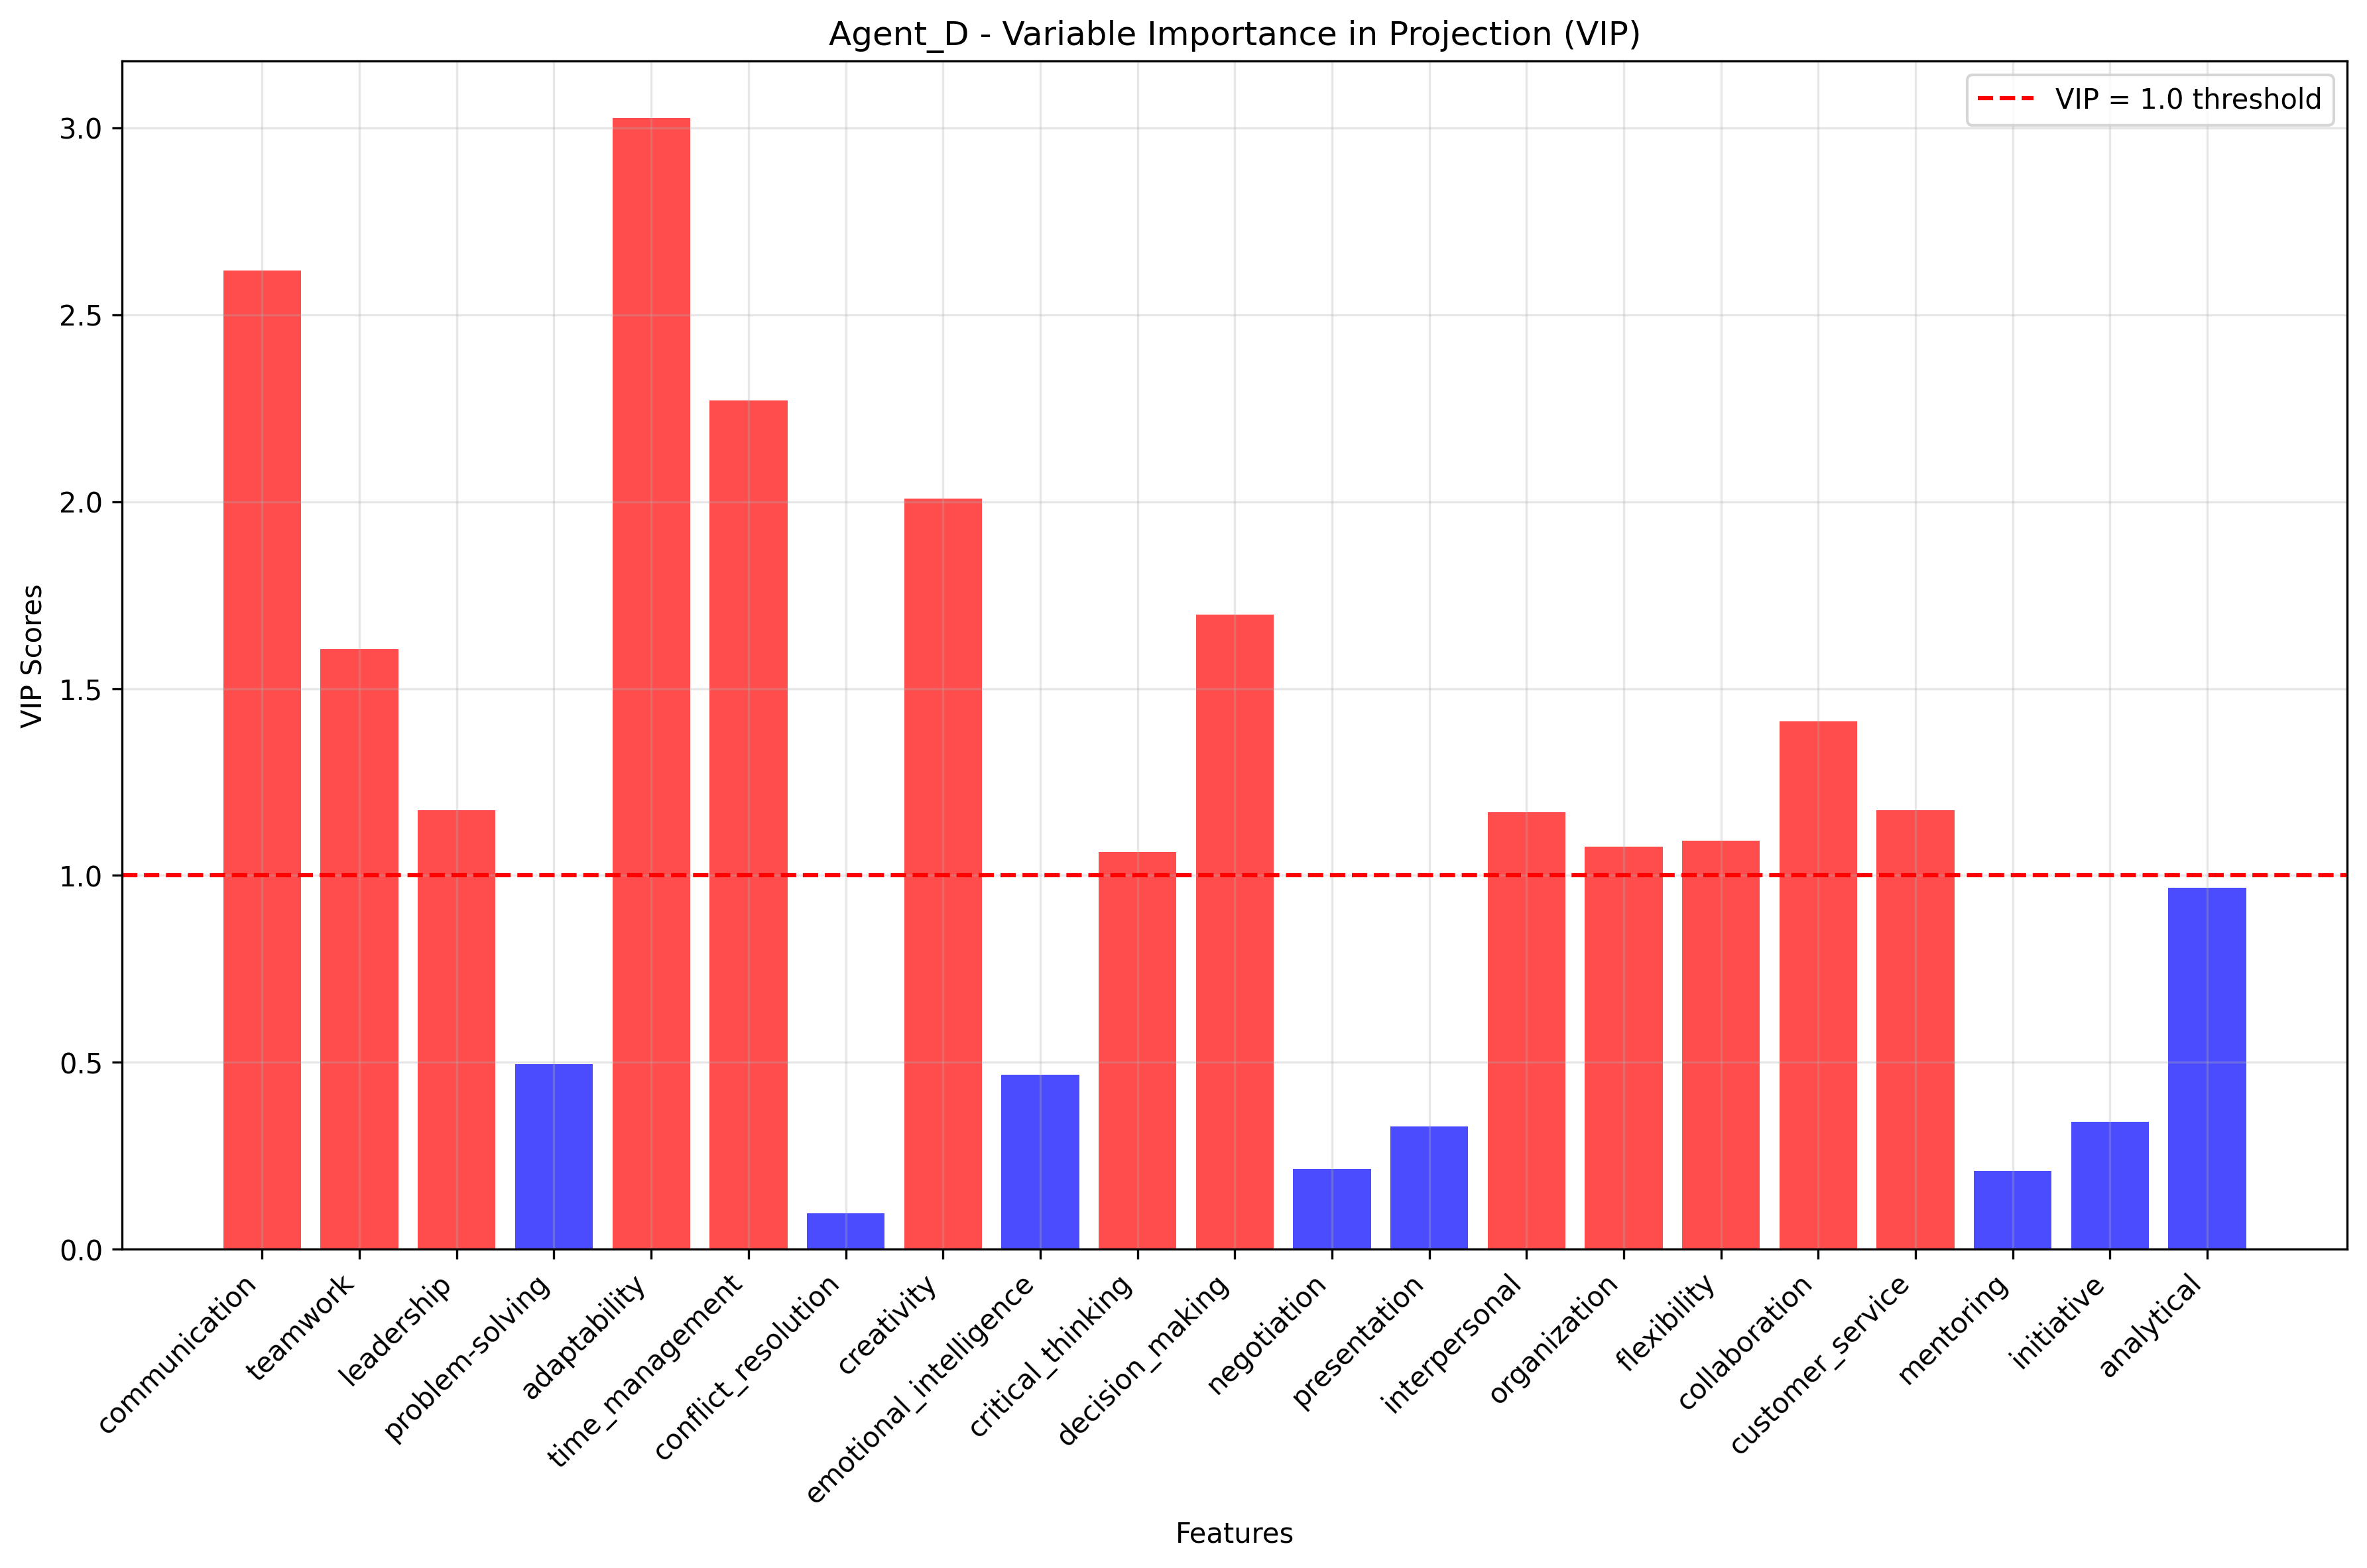 Agent_D - Variable Importance in Projection (VIP)
VIP = 1.0 threshold
VIP Scores
3.0
2.5
2.0
1.5
1.0
0.5
0.0
communication
teamwork
leadership
problem-solving
adaptability
time_management
conflict_resolution
creativity
emotional_intelligence
critical_thinking
decision_making
negotiation
presentation
interpersonal
organization
flexibility
collaboration
customer_service
mentoring
initiative
analytical
Features